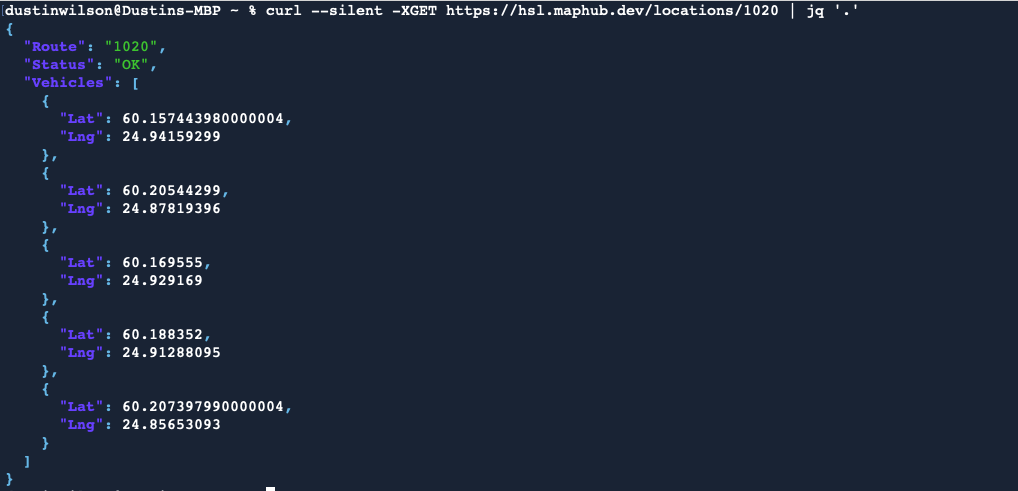 dustinwilson@Dustins-MBP ~ % curl --silent -XGET https://hsl.maphub.dev/locations/1020 | jq '.'
{
  "Route": "1020",
  "Status": "OK",
  "Vehicles": [
    {
      "Lat": 60.157443980000004,
      "Lng": 24.94159299
    },
    {
      "Lat": 60.20544299,
      "Lng": 24.87819396
    },
    {
      "Lat": 60.169555,
      "Lng": 24.929169
    },
    {
      "Lat": 60.188352,
      "Lng": 24.91288095
    },
    {
      "Lat": 60.207397990000004,
      "Lng": 24.85653093
    }
  ]
}